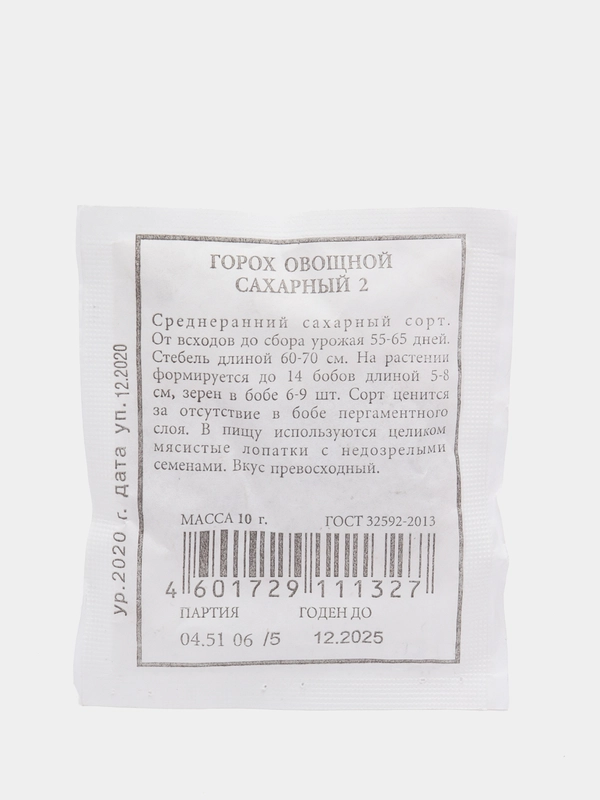 ГОРОХ ОВОЩНОЙ
САХАРНЫЙ 2
Среднеранний сахарный сорт.
От всходов до сбора урожая 55-65 дней.
Стебель длиной 60-70 см. На растении
формируется до 14 бобов длиной 5-8
см, зерен в бобе 6-9 шт. Сорт ценится
за отсутствие в бобе пергаментного
слоя. В пищу используются целиком
мясистые лопатки с недозрелыми
семенами. Вкус превосходный.
МАССА 10 г. ГОСТ 32592-2013
4 601729 111327
ПАРТИЯ ГОДЕН ДО
04.51 06 /5 12.2025
ур.2020 г. дата уп.12.2020